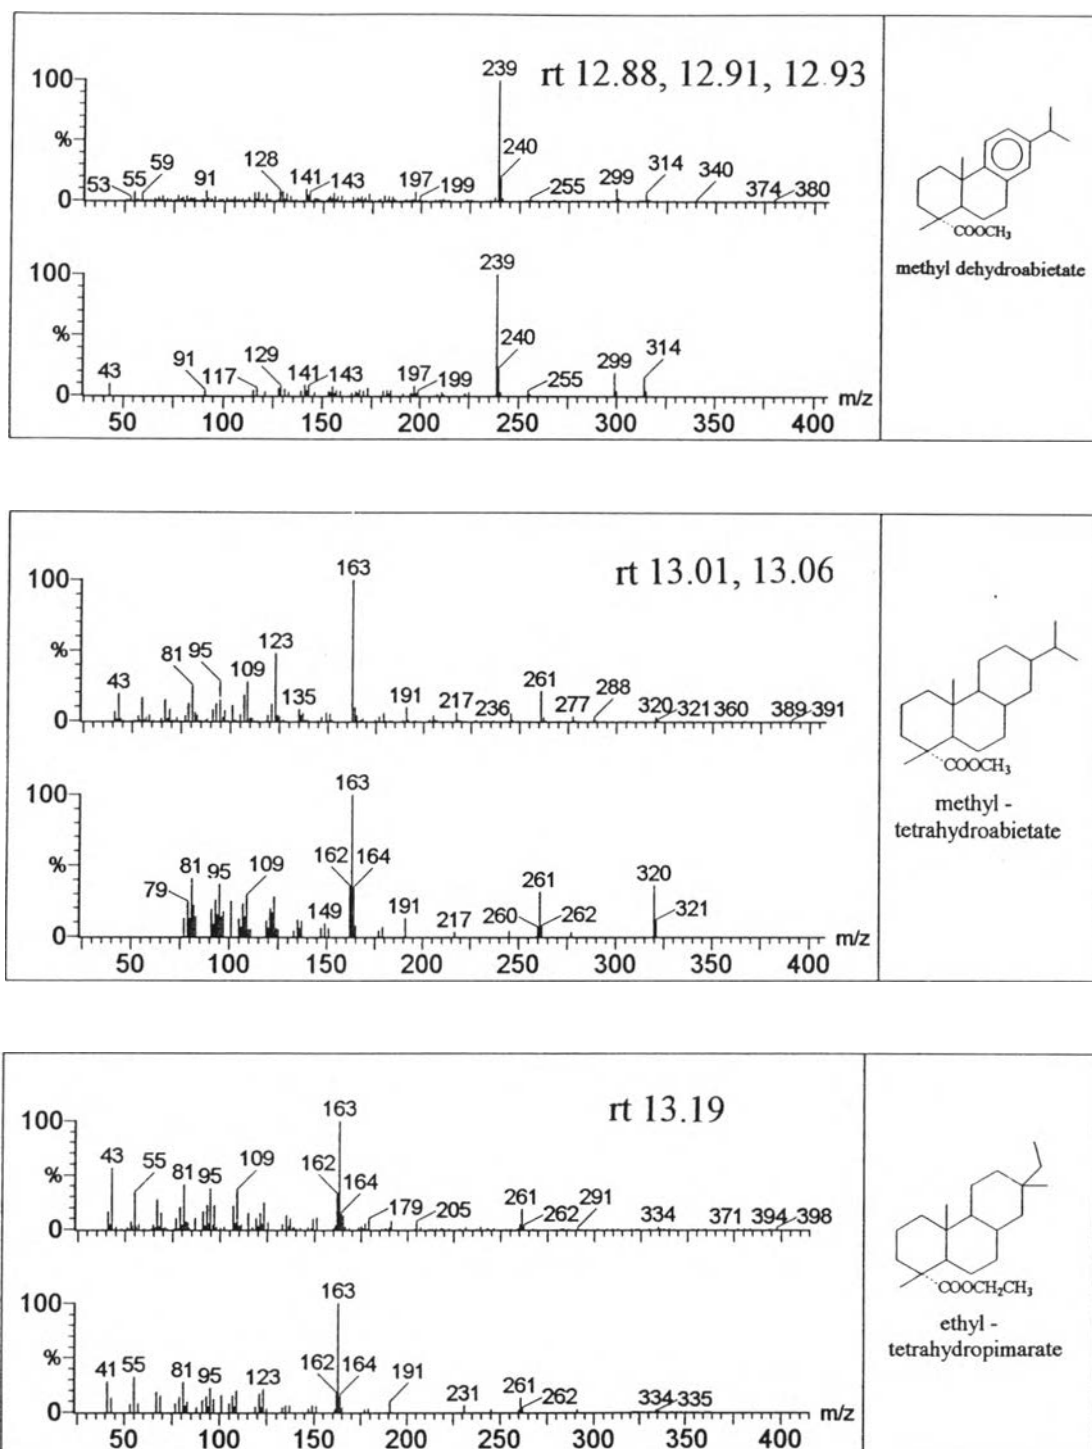 rt 12.88, 12.91, 12.93
100
239
%
240
53 55 59 91 128 141 143 197 199 255 299 314 340 374 380
0
100
239
%
240
43 91 117 129 141 143 197 199 255 299 314
0
m/z
50 100 150 200 250 300 350 400
COOCH₃
methyl dehydroabietate
rt 13.01, 13.06
100
163
%
43 81 95 109 123 135 191 217 236 261 277 288 320 321 360 389 391
0
100
163
%
79 81 95 109 149 162 164 191 217 260 261 262 320 321
0
m/z
50 100 150 200 250 300 350 400
COOCH₃
methyl -
tetrahydroabietate
rt 13.19
100
163
%
43 55 81 95 109 162 164 179 205 261 262 291 334 371 394 398
0
100
163
%
41 55 81 95 123 162 164 191 231 261 262 334 335
0
m/z
50 100 150 200 250 300 350 400
COOCH₂CH₃
ethyl -
tetrahydropimarate